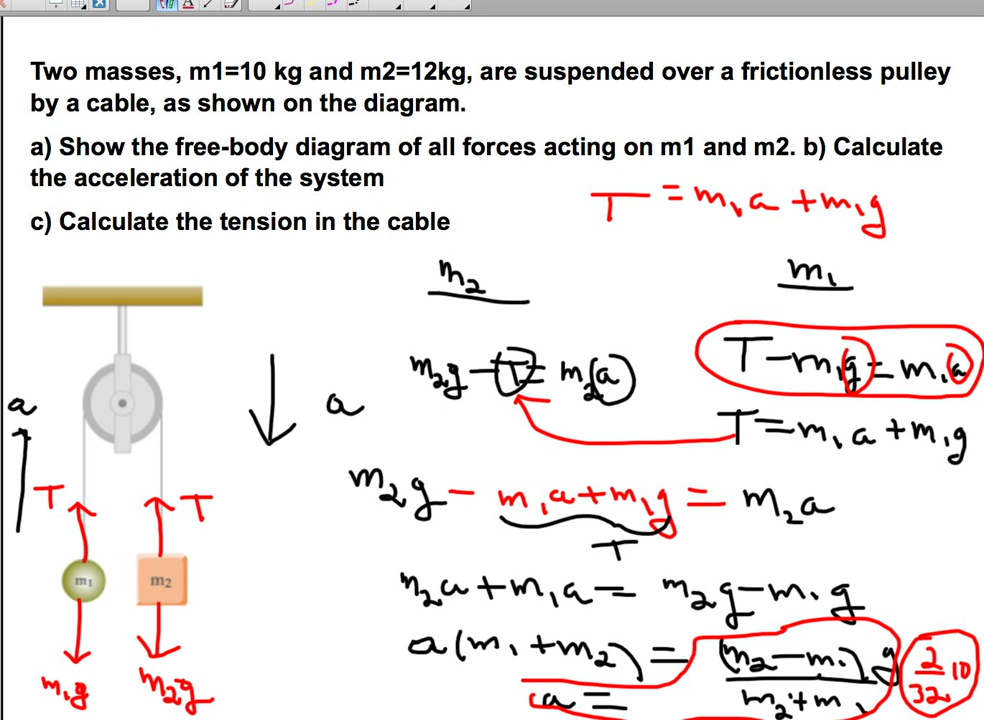 Two masses, m1=10 kg and m2=12kg, are suspended over a frictionless pulley
by a cable, as shown on the diagram.
a) Show the free-body diagram of all forces acting on m1 and m2. b) Calculate
the acceleration of the system
c) Calculate the tension in the cable
T = m₁a + m₁g
m₂
m₁
m₂g - T = m₂a
T - m₁g = m₁a
T = m₁a + m₁g
m₂g - m₁a + m₁g = m₂a
T
m₂a + m₁a = m₂g - m₁g
a(m₁ + m₂) = (m₂ - m₁)g
a = m₂ + m₁
2/32 10
a
a
T
T
m₁
m₂
m₁g
m₂g